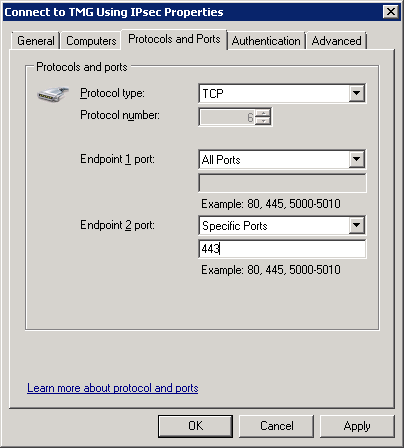 Connect to TMG Using IPsec Properties
General Computers Protocols and Ports Authentication Advanced
Protocols and ports
Protocol type: TCP
Protocol number: 6
Endpoint 1 port: All Ports
Example: 80, 445, 5000-5010
Endpoint 2 port: Specific Ports
443
Example: 80, 445, 5000-5010
Learn more about protocol and ports
OK Cancel Apply